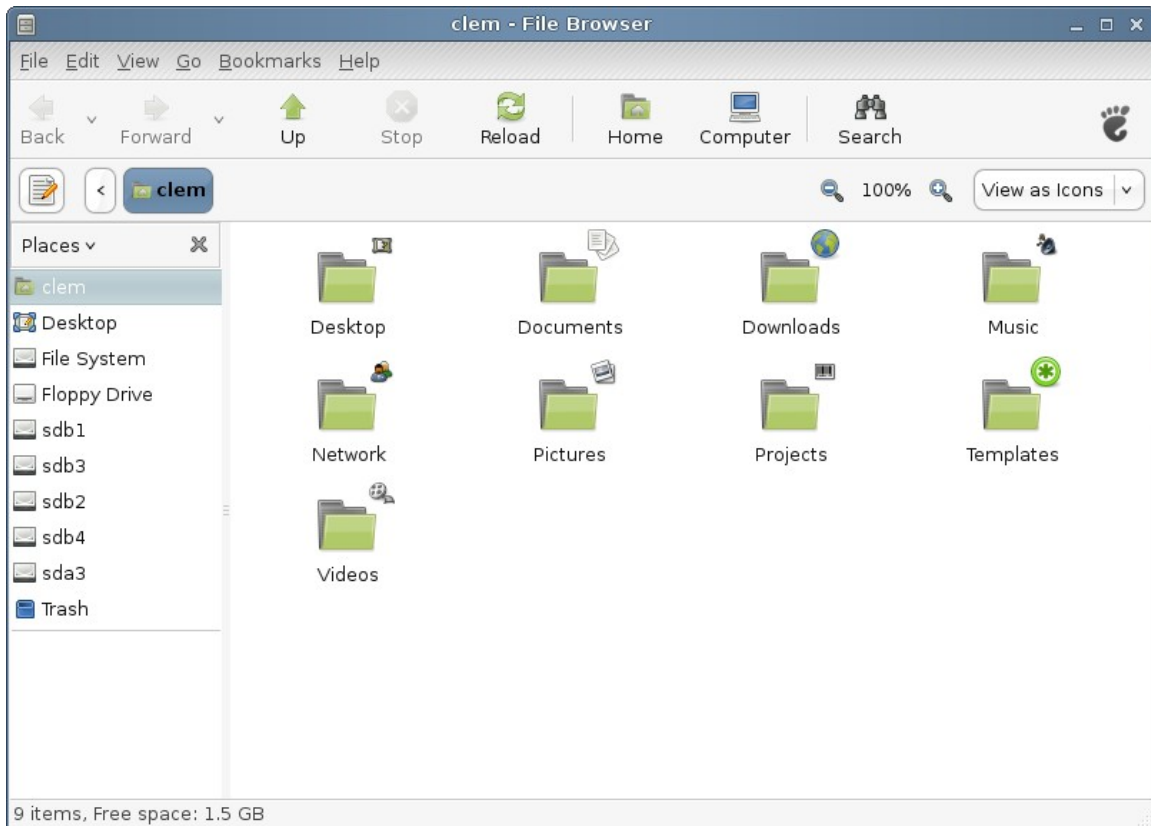 clem - File Browser
File Edit View Go Bookmarks Help
Back Forward Up Stop Reload Home Computer Search
clem 100% View as Icons
Places
clem
Desktop
File System
Floppy Drive
sdb1
sdb3
sdb2
sdb4
sda3
Trash
Desktop Documents Downloads Music
Network Pictures Projects Templates
Videos
9 items, Free space: 1.5 GB